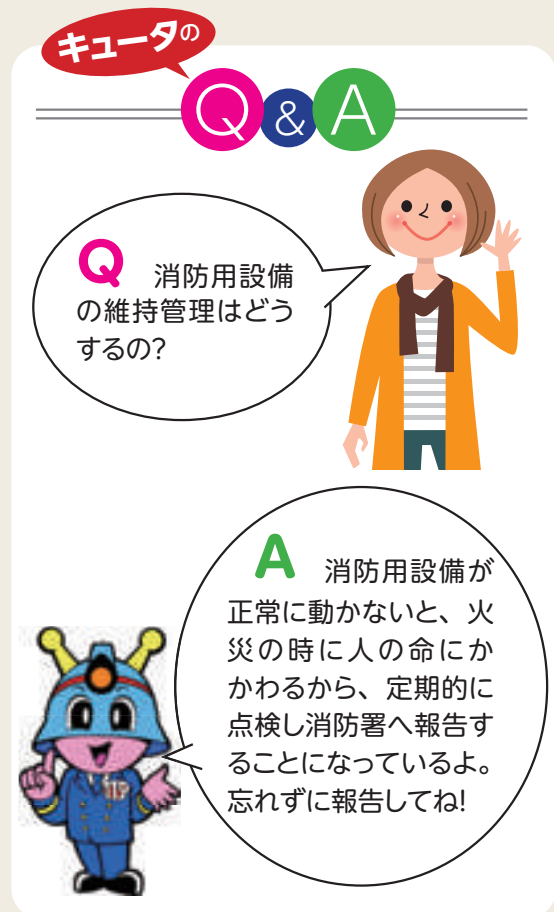 キュータの
Q&A
Q 消防用設備
の維持管理はどう
するの?
A 消防用設備が
正常に動かないと、火
災の時に人の命にか
かわるから、定期的に
点検し消防署へ報告す
ることになっているよ。
忘れずに報告してね!